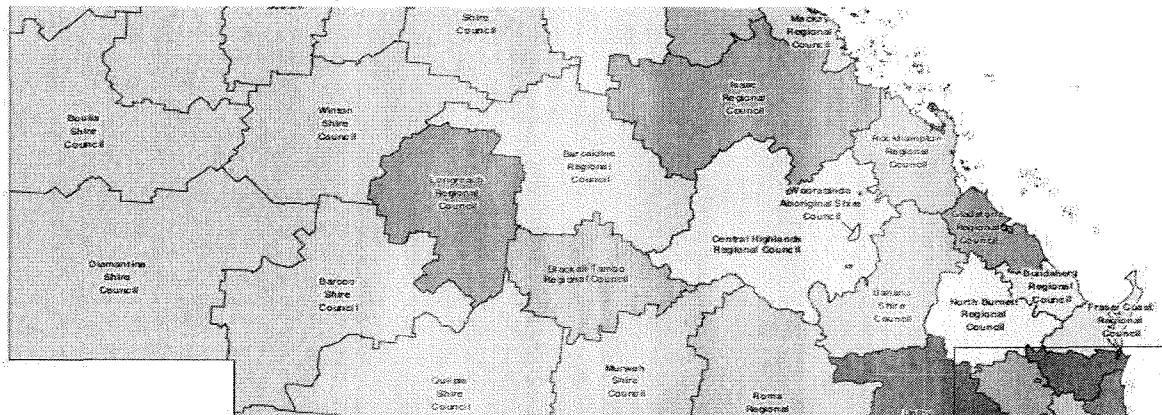 Shire
Council
Mackay
Regional
Council
Isaac
Regional
Council
Boulia
Shire
Council
Winton
Shire
Council
Rockhampton
Regional
Council
Barcaldine
Regional
Council
Longreach
Regional
Council
Woorabinda
Aboriginal Shire
Council
Gladstone
Regional
Council
Central Highlands
Regional Council
Diamantina
Shire
Council
Barcoo
Shire
Council
Blackall Tambo
Regional Council
Banana
Shire
Council
North Burnett
Regional
Council
Bundaberg
Regional
Council
Fraser Coast
Regional
Council
Quilpie
Shire
Council
Murweh
Shire
Council
Roma
Regional